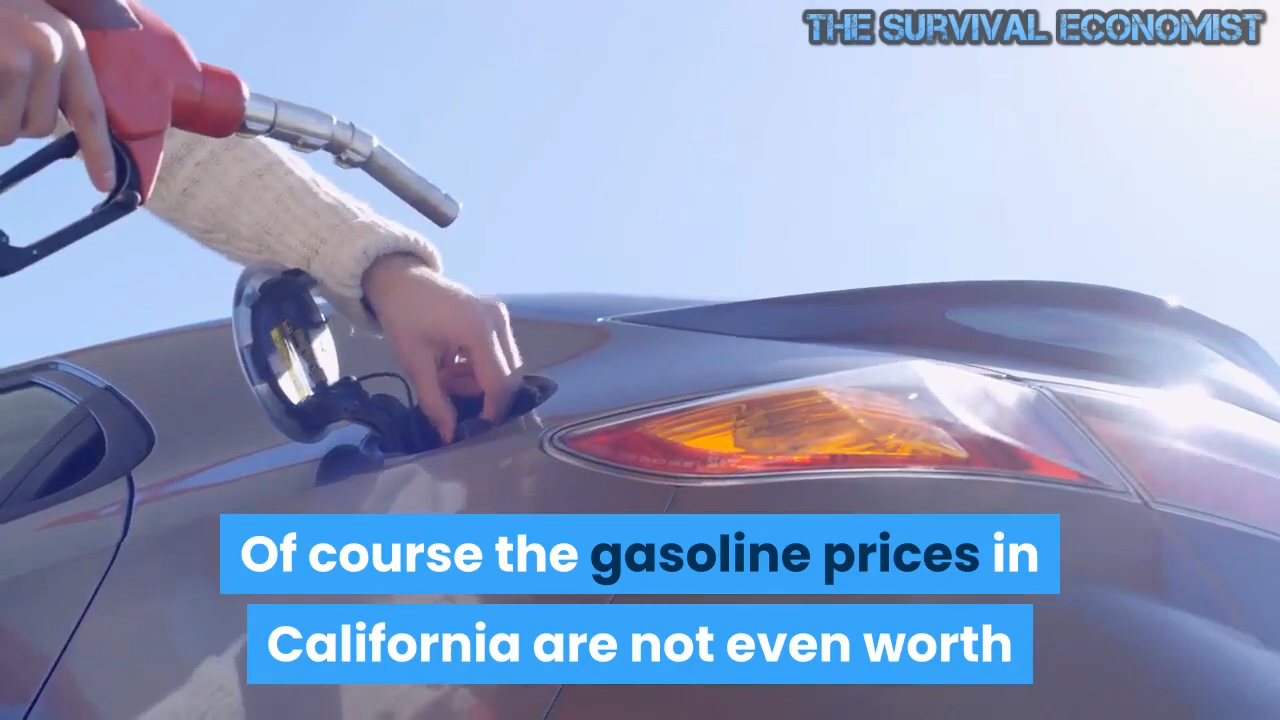 THE SURVIVAL ECONOMIST
Of course the gasoline prices in
California are not even worth